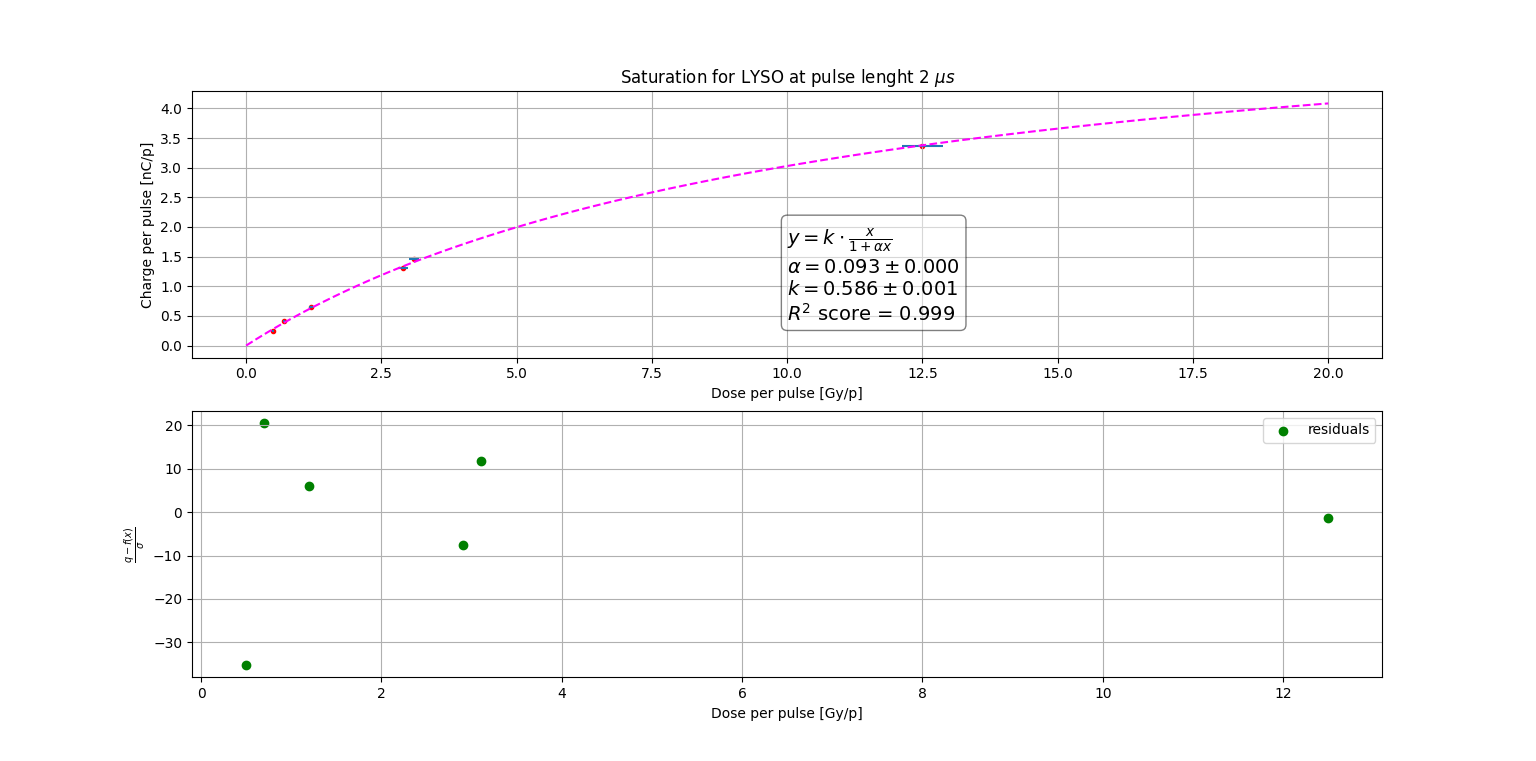 Saturation for LYSO at pulse lenght 2 μs
4.0
3.5
3.0
2.5
2.0
1.5
1.0
0.5
0.0
Charge per pulse [nC/p]
y = k · x / 1 + αx
α = 0.093 ± 0.000
k = 0.586 ± 0.001
R² score = 0.999
0.0 2.5 5.0 7.5 10.0 12.5 15.0 17.5 20.0
Dose per pulse [Gy/p]
residuals
20
10
0
−10
−20
−30
q − f(x) / σ
0 2 4 6 8 10 12
Dose per pulse [Gy/p]